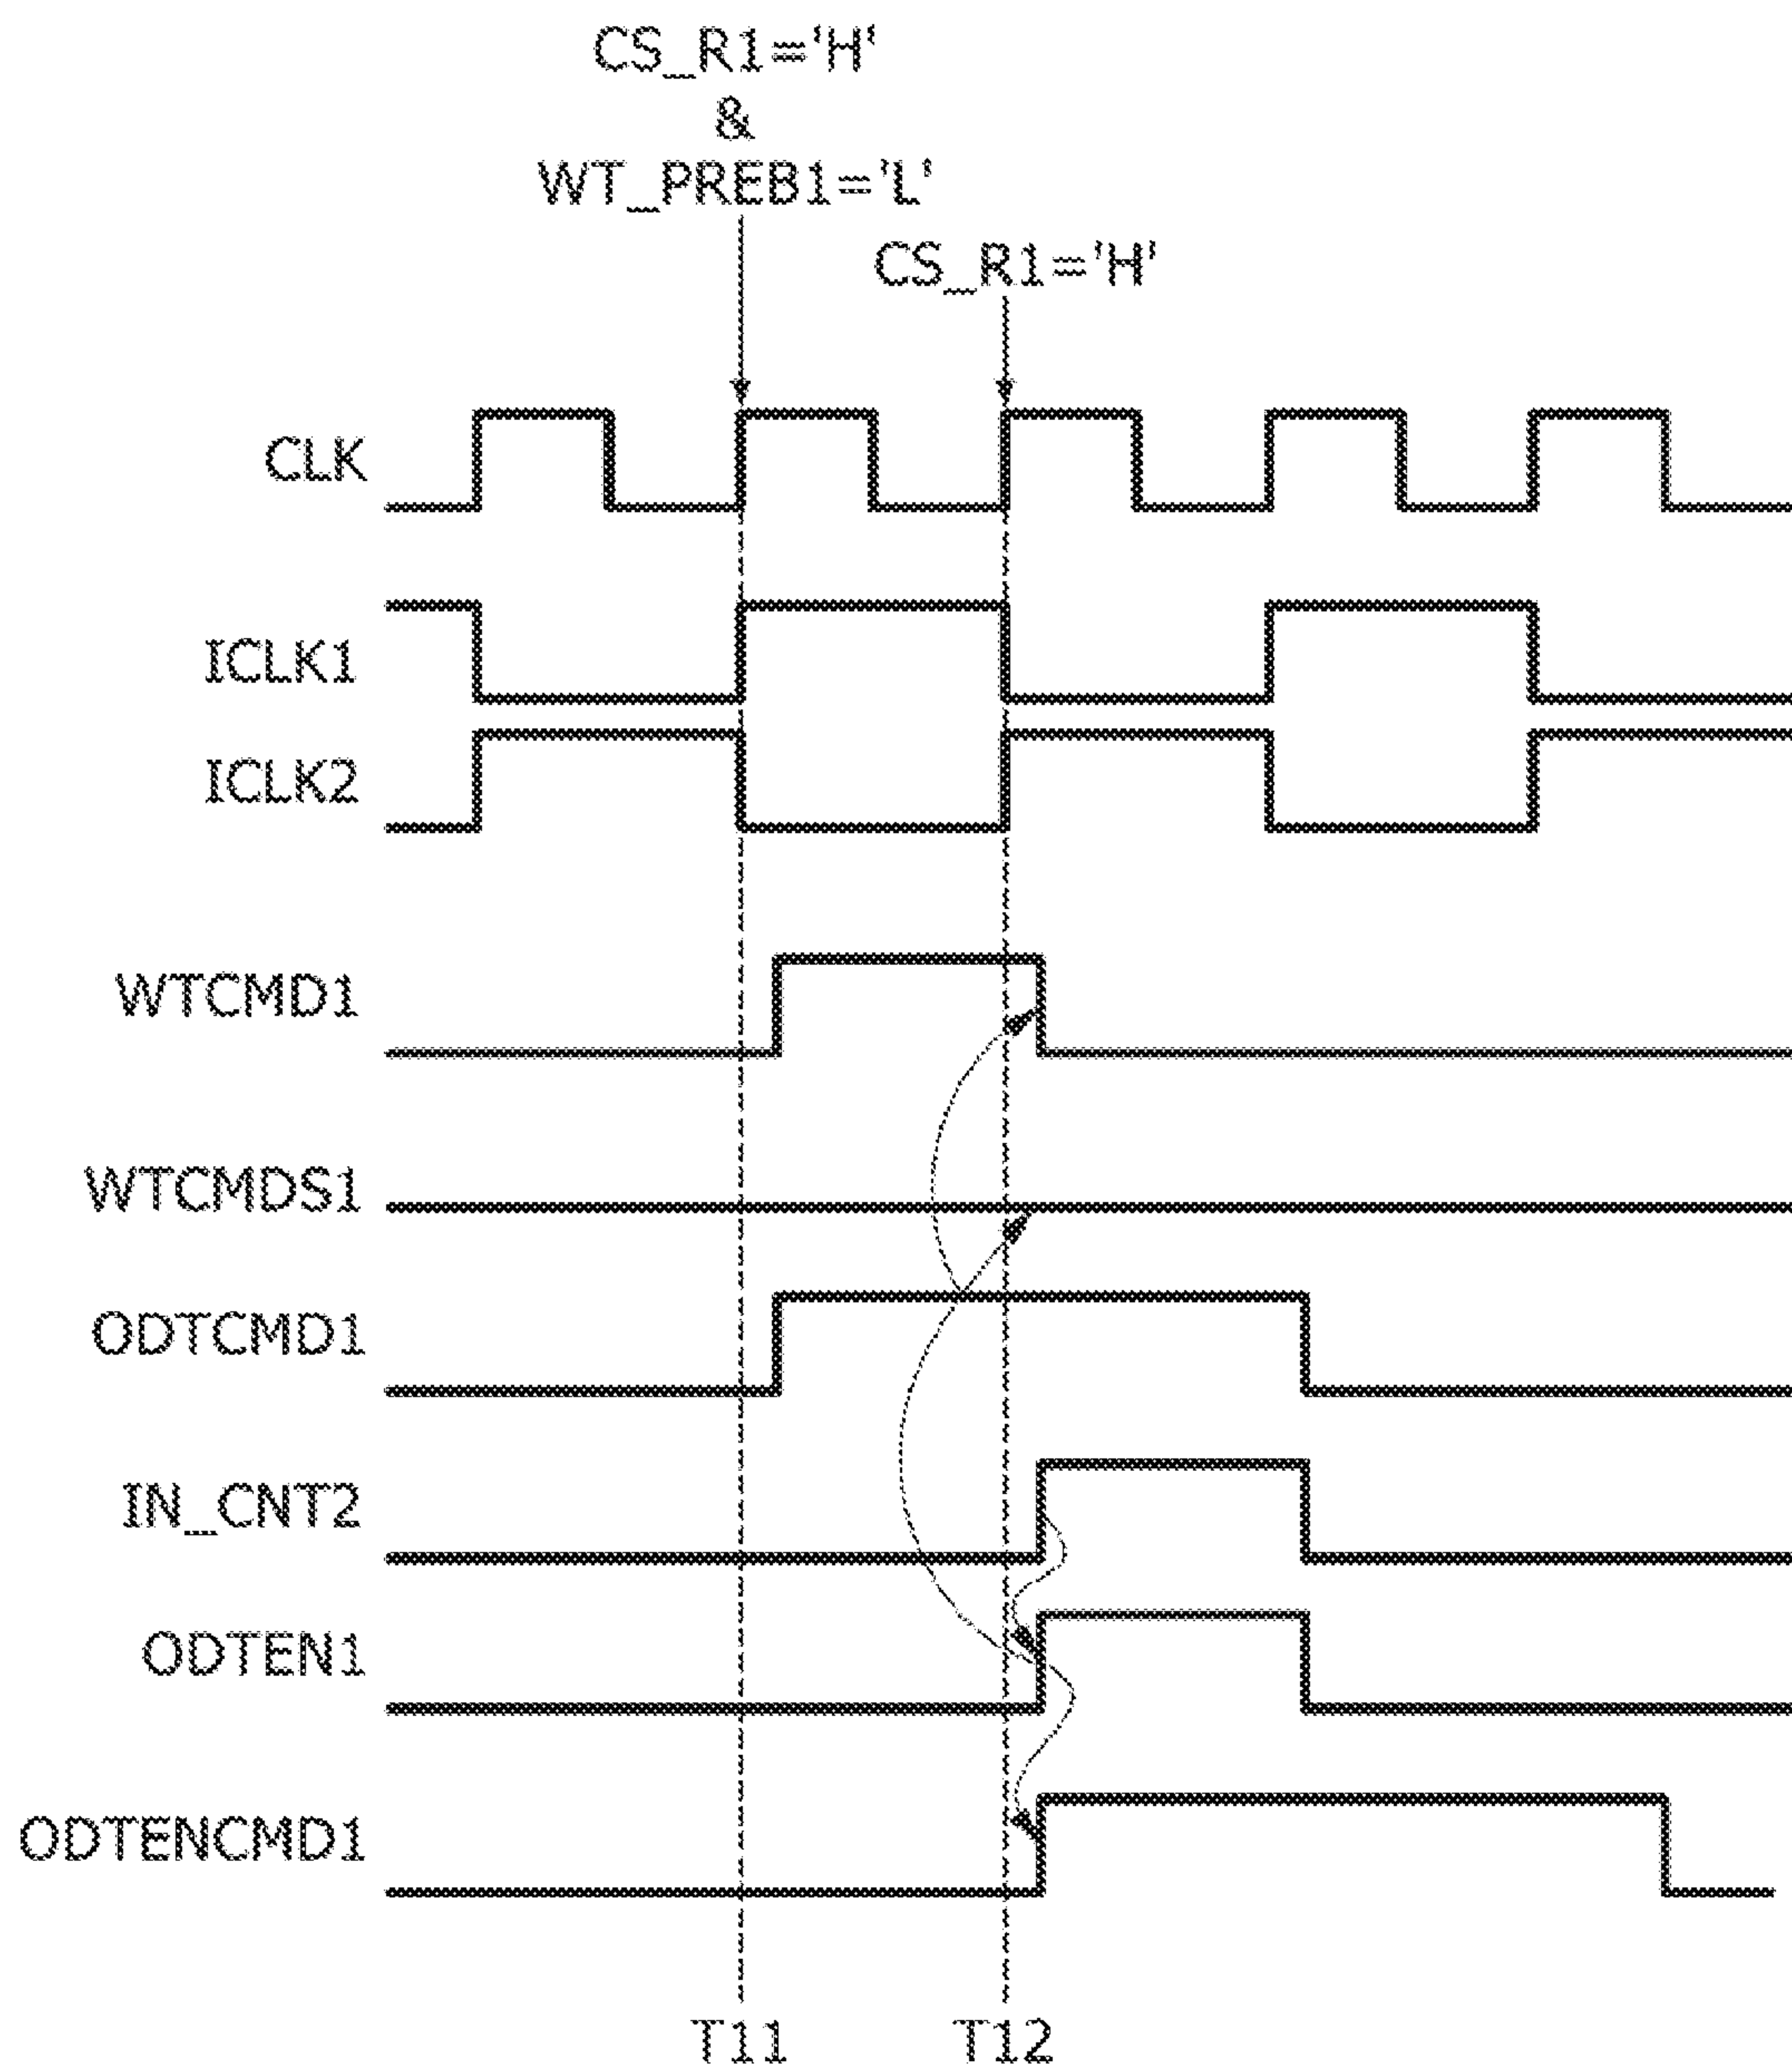 CS_R1='H'
&
WT_PREB1='L'
CS_R1='H'
CLK
ICLK1
ICLK2
WTCMD1
WTCMDS1
ODTCMD1
IN_CNT2
ODTEN1
ODTENCMD1
T11
T12